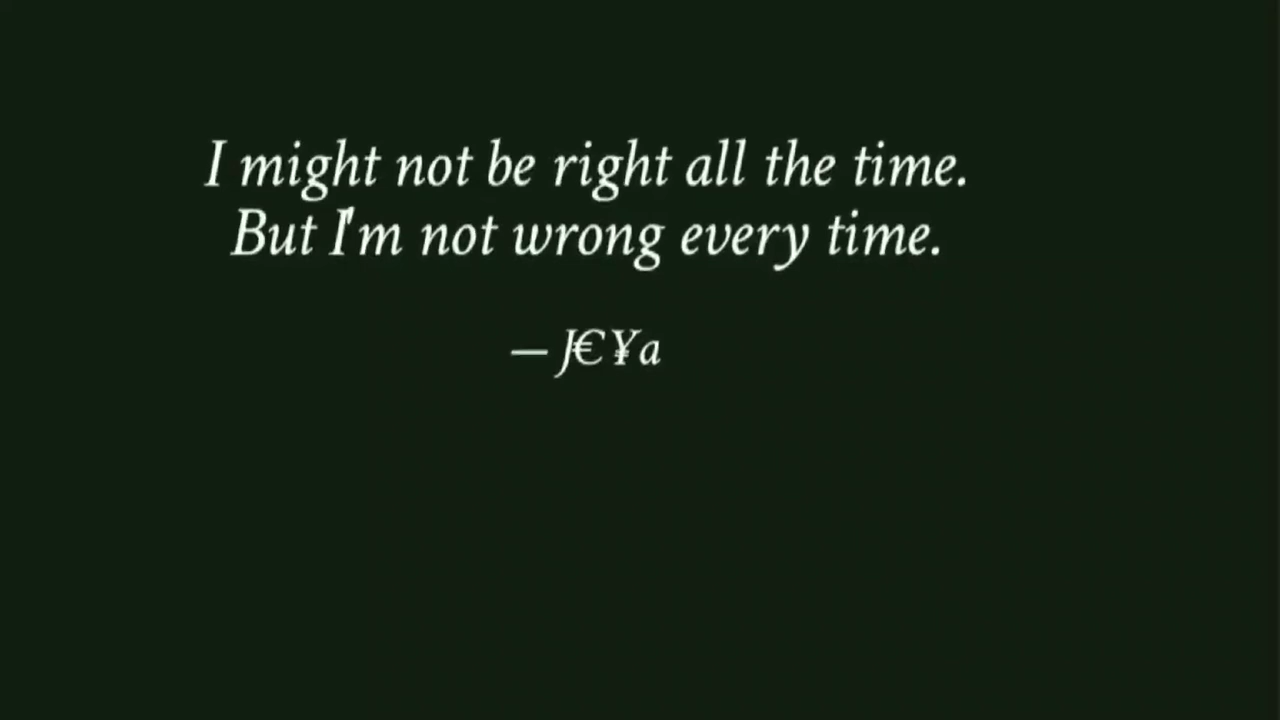 I might not be right all the time.
But I'm not wrong every time.
— J€¥a